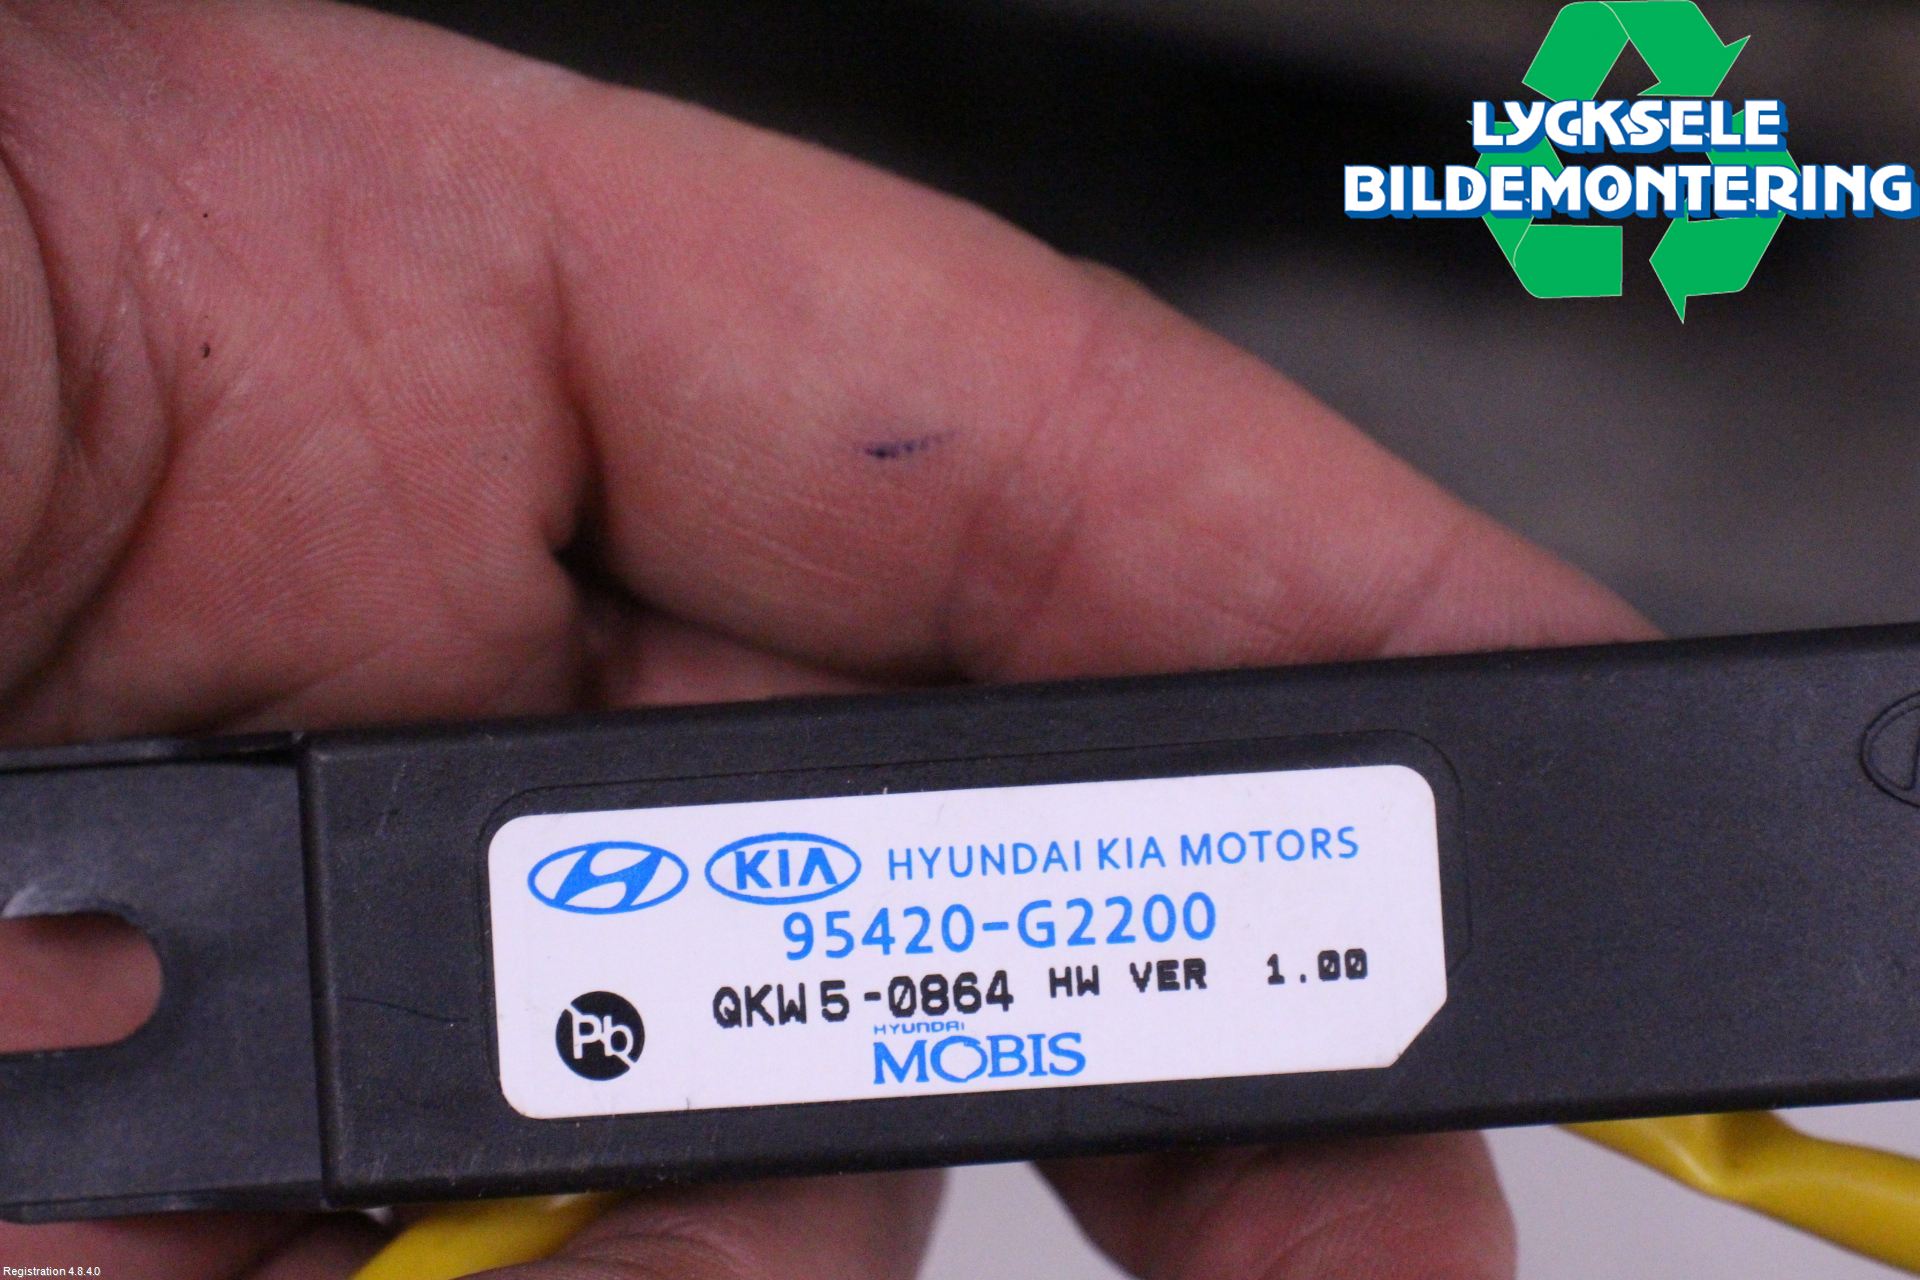 LYCKSELE
BILDEMONTERING
KIA HYUNDAI KIA MOTORS
95420-G2200
QKW5-0864 HW VER 1.00
Pb
HYUNDAI
MOBIS
Registration 4.8.4.0